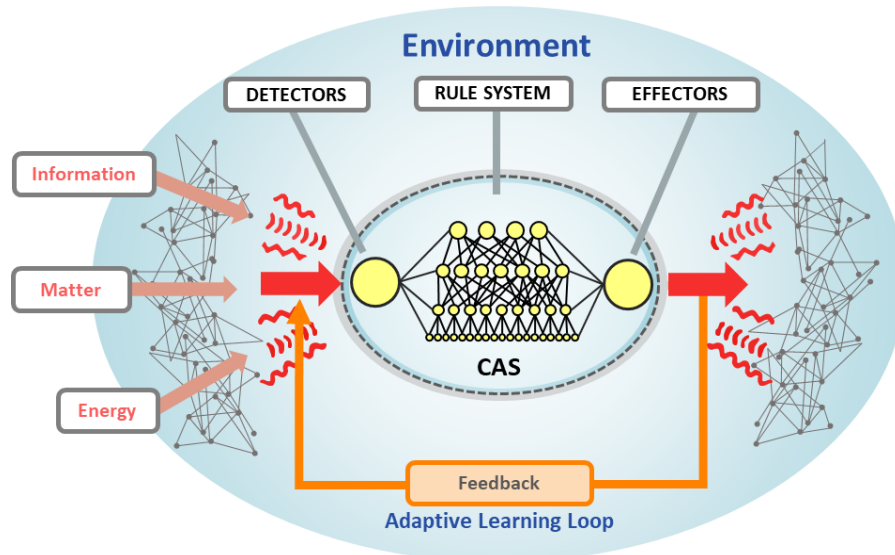 Environment
DETECTORS
RULE SYSTEM
EFFECTORS
Information
Matter
Energy
CAS
Feedback
Adaptive Learning Loop